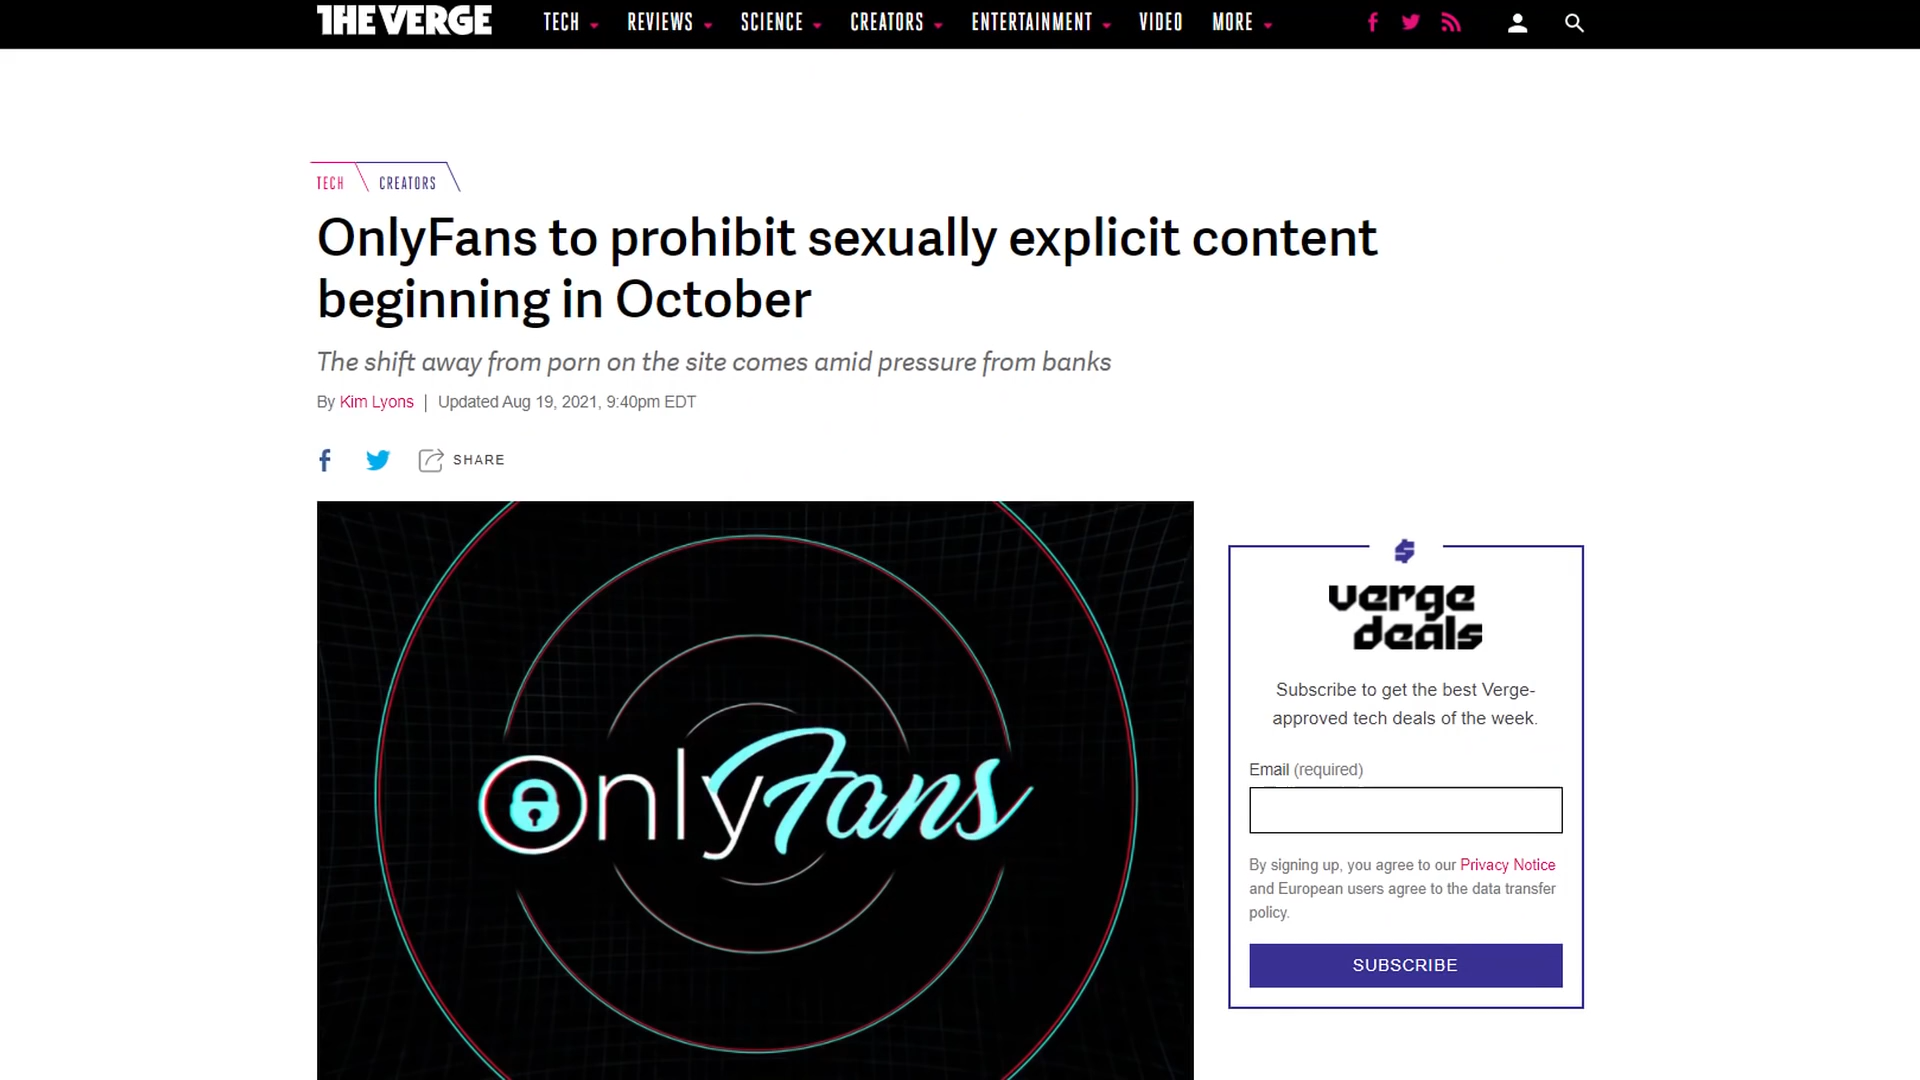 THE VERGE
TECH REVIEWS SCIENCE CREATORS ENTERTAINMENT VIDEO MORE
TECH CREATORS
OnlyFans to prohibit sexually explicit content
beginning in October
The shift away from porn on the site comes amid pressure from banks
By Kim Lyons | Updated Aug 19, 2021, 9:40pm EDT
SHARE
OnlyFans
verge
deals
Subscribe to get the best Verge-
approved tech deals of the week.
Email (required)
By signing up, you agree to our Privacy Notice
and European users agree to the data transfer
policy.
SUBSCRIBE